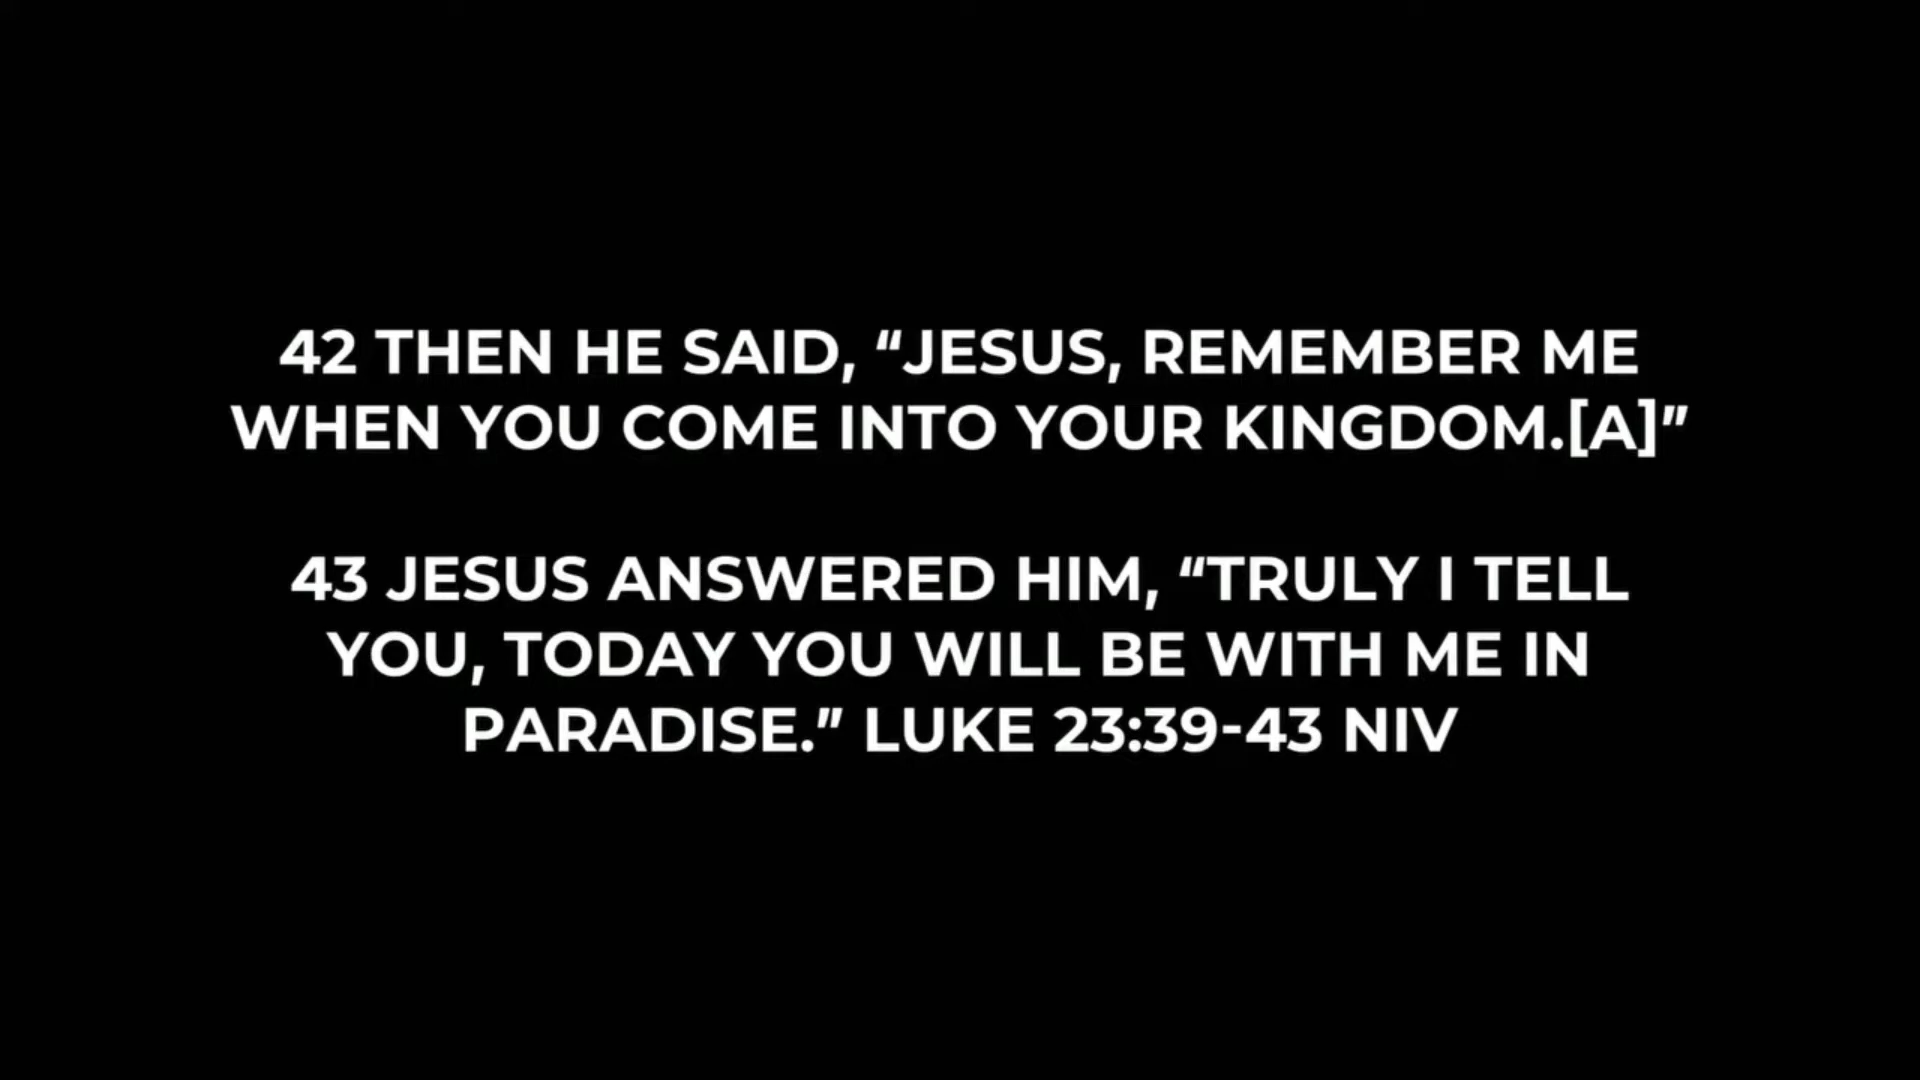 42 THEN HE SAID, “JESUS, REMEMBER ME
WHEN YOU COME INTO YOUR KINGDOM.[A]”
43 JESUS ANSWERED HIM, “TRULY I TELL
YOU, TODAY YOU WILL BE WITH ME IN
PARADISE.” LUKE 23:39-43 NIV